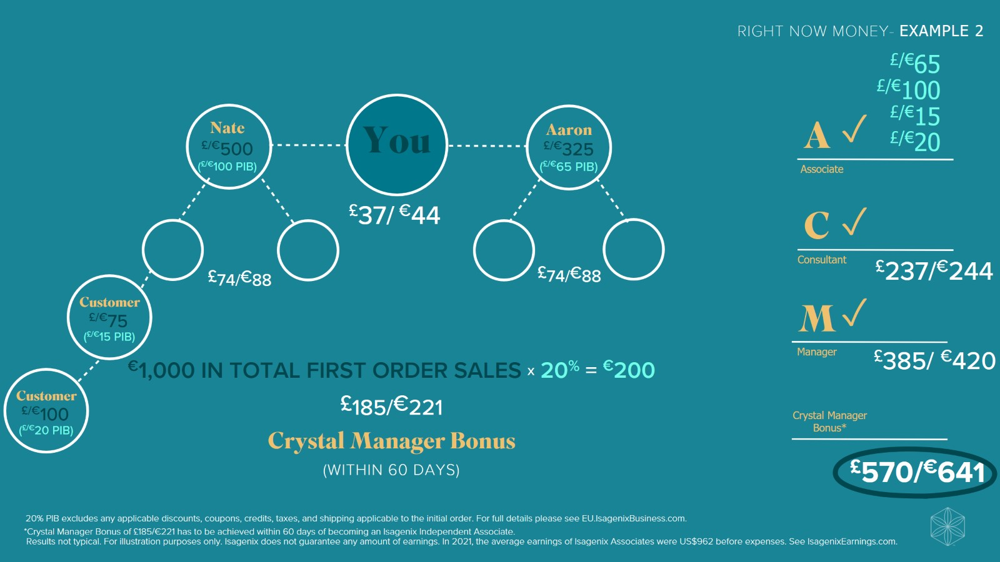 RIGHT NOW MONEY- EXAMPLE 2
£/€65
£/€100
£/€15
£/€20
A ✓
Associate
C ✓
Consultant
£237/€244
M ✓
Manager
£385/ €420
Crystal Manager
Bonus*
£570/€641
Nate
£/€500
(£/€100 PIB)
You
£37/ €44
Aaron
£/€325
(£/€65 PIB)
£74/€88
£74/€88
Customer
£/€75
(£/€15 PIB)
Customer
£/€100
(£/€20 PIB)
€1,000 IN TOTAL FIRST ORDER SALES x 20% = €200
£185/€221
Crystal Manager Bonus
(WITHIN 60 DAYS)
20% PIB excludes any applicable discounts, coupons, credits, taxes, and shipping applicable to the initial order. For full details please see EU.IsagenixBusiness.com.
*Crystal Manager Bonus of £185/€221 has to be achieved within 60 days of becoming an Isagenix Independent Associate.
Results not typical. For illustration purposes only. Isagenix does not guarantee any amount of earnings. In 2021, the average earnings of Isagenix Associates were US$962 before expenses. See IsagenixEarnings.com.